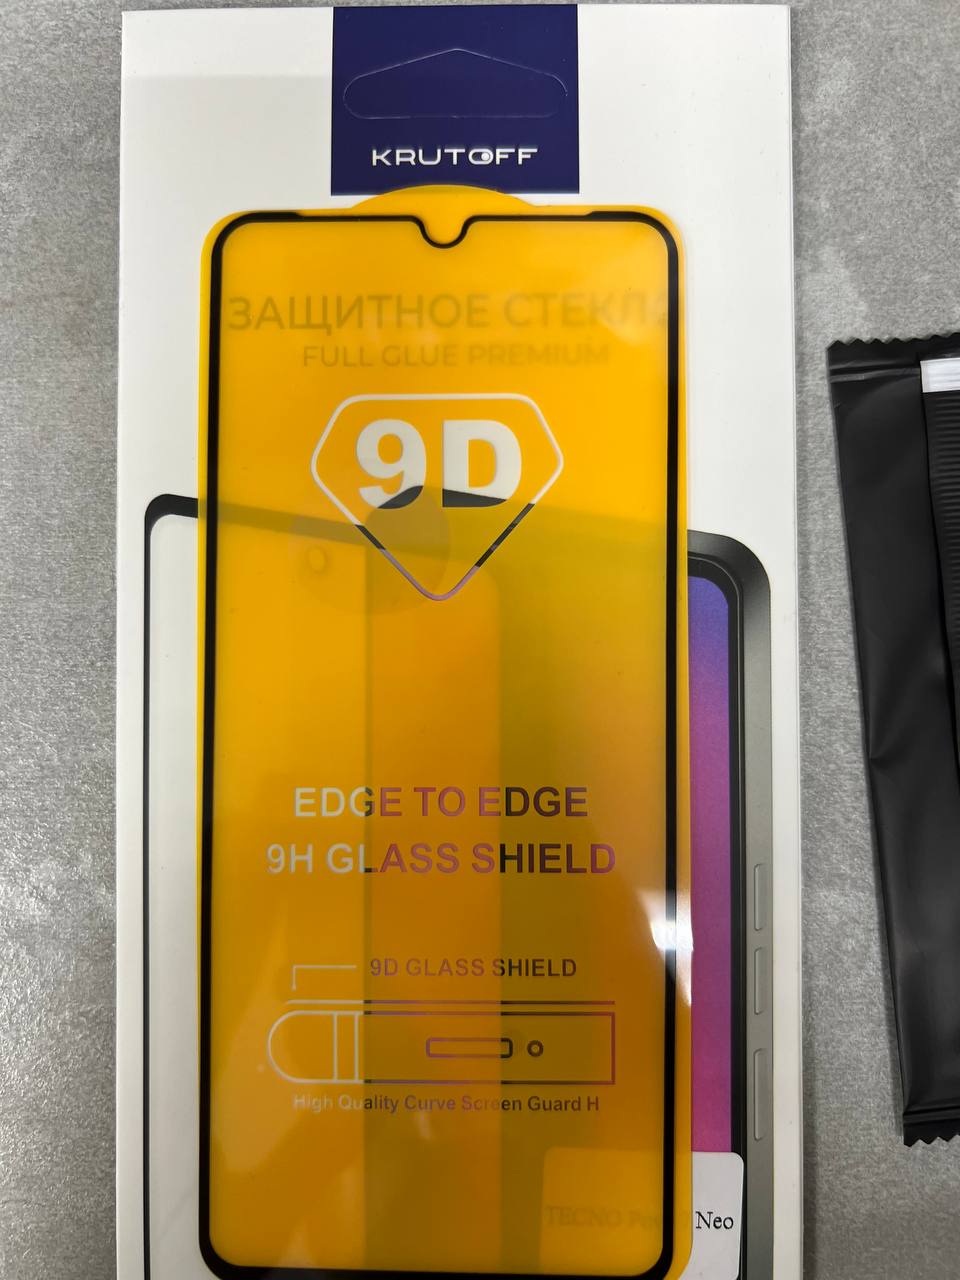 KRUTOFF
ЗАЩИТНОЕ СТЕКЛО
FULL GLUE PREMIUM
9D
EDGE TO EDGE
9H GLASS SHIELD
9D GLASS SHIELD
High Quality Curve Screen Guard H
TECNO Neo